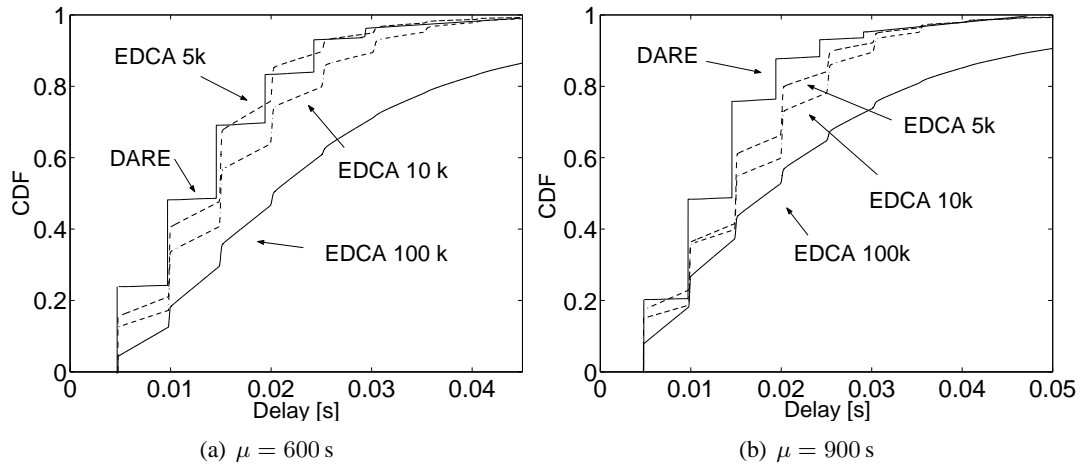 1
0.8
0.6
0.4
0.2
0
CDF
EDCA 5k
DARE
EDCA 10 k
EDCA 100 k
0
0.01
0.02
0.03
0.04
Delay [s]
(a) μ = 600 s
1
0.8
0.6
0.4
0.2
0
CDF
DARE
EDCA 5k
EDCA 10k
EDCA 100k
0
0.01
0.02
0.03
0.04
0.05
Delay [s]
(b) μ = 900 s